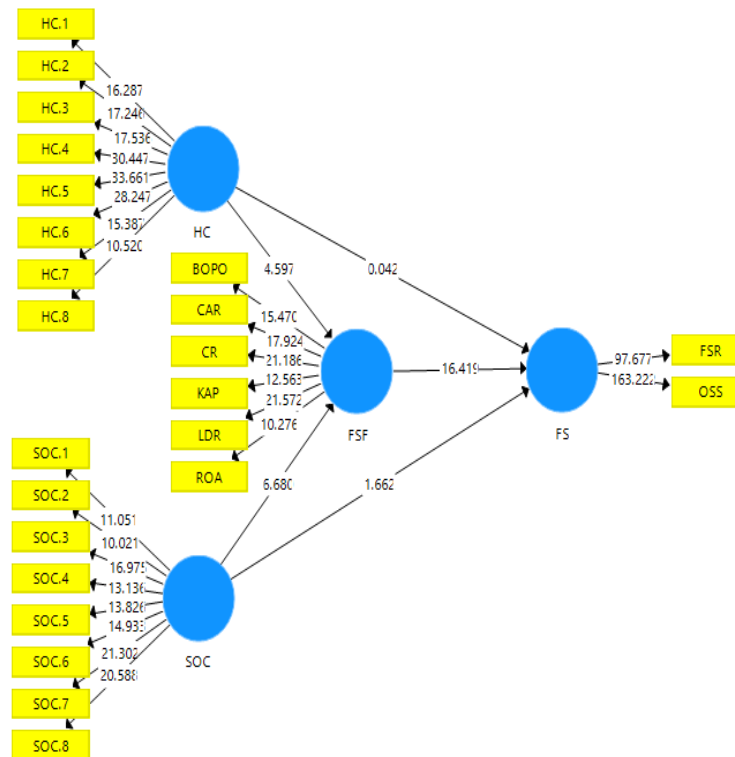 HC.1
HC.2
HC.3
HC.4
HC.5
HC.6
HC.7
HC.8
16.287
17.246
17.536
30.447
33.661
28.247
15.387
10.520
HC
4.597
0.042
BOPO
CAR
CR
KAP
LDR
ROA
15.470
17.924
21.186
12.563
21.572
10.276
FSF
16.419
FS
97.677
163.222
FSR
OSS
6.680
1.662
SOC.1
SOC.2
SOC.3
SOC.4
SOC.5
SOC.6
SOC.7
SOC.8
11.051
10.021
16.975
13.136
13.826
14.933
21.302
20.588
SOC